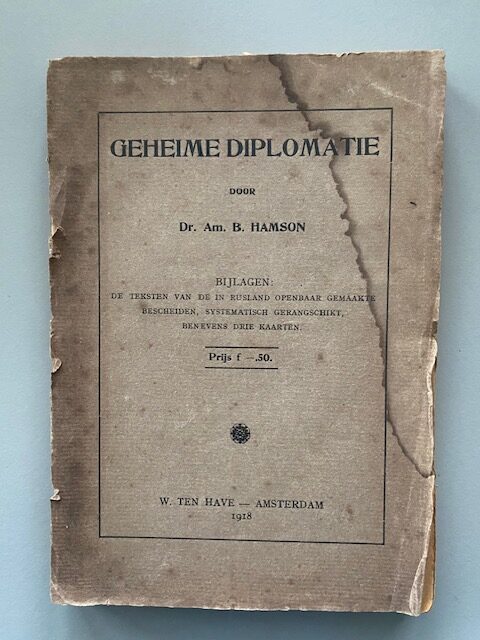 GEHEIME DIPLOMATIE
DOOR
Dr. Am. B. HAMSON
BIJLAGEN:
DE TEKSTEN VAN DE IN RUSLAND OPENBAAR GEMAAKTE
BESCHEIDEN, SYSTEMATISCH GERANGSCHIKT,
BENEVENS DRIE KAARTEN.
Prijs f —.50.
W. TEN HAVE — AMSTERDAM
1918